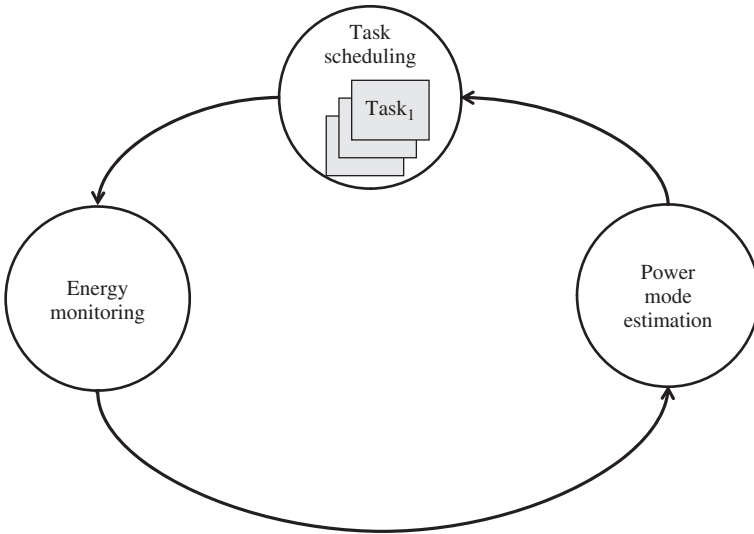 Task
scheduling
Task₁
Energy
monitoring
Power
mode
estimation